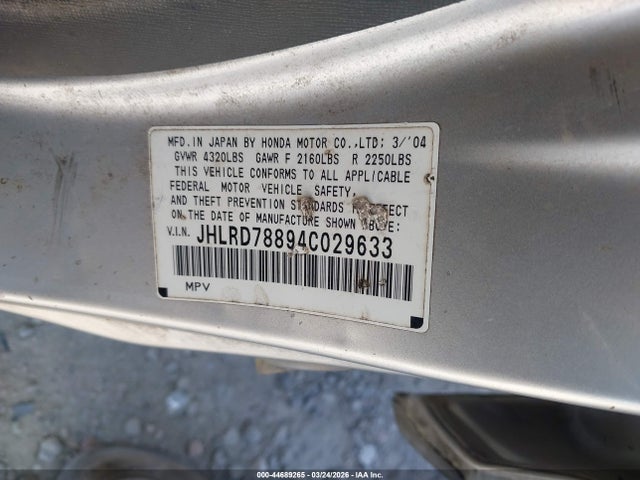 MFD. IN JAPAN BY HONDA MOTOR CO.,LTD: 3/'04
GVWR 4320LBS GAWR F 2160LBS R 2250LBS
THIS VEHICLE CONFORMS TO ALL APPLICABLE
FEDERAL MOTOR VEHICLE SAFETY,
AND THEFT PREVENTION STANDARDS IN EFFECT
ON THE DATE OF MANUFACTURE SHOWN ABOVE:
V.I.N. JHLRD78894C029633
MPV
000-44689265 - 03/24/2026 - IAA Inc.